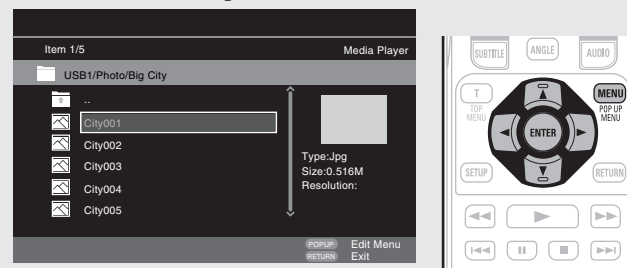 Item 1/5
Media Player
USB1/Photo/Big City
..
City001
City002
City003
City004
City005
Type:Jpg
Size:0.516M
Resolution:
POPUP Edit Menu
RETURN Exit
SUBTITLE
ANGLE
AUDIO
T
TOP
MENU
MENU
POP UP
MENU
ENTER
SETUP
RETURN